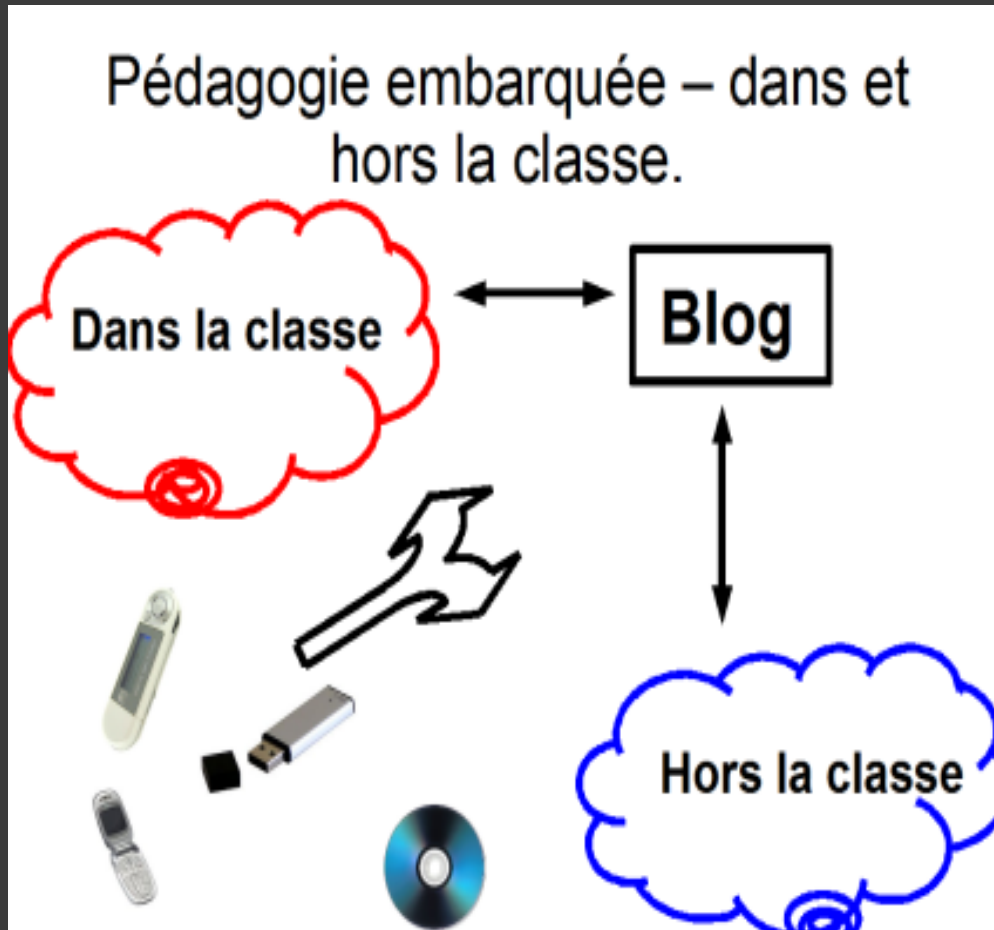 Pédagogie embarquée – dans et
hors la classe.
Dans la classe
Blog
Hors la classe